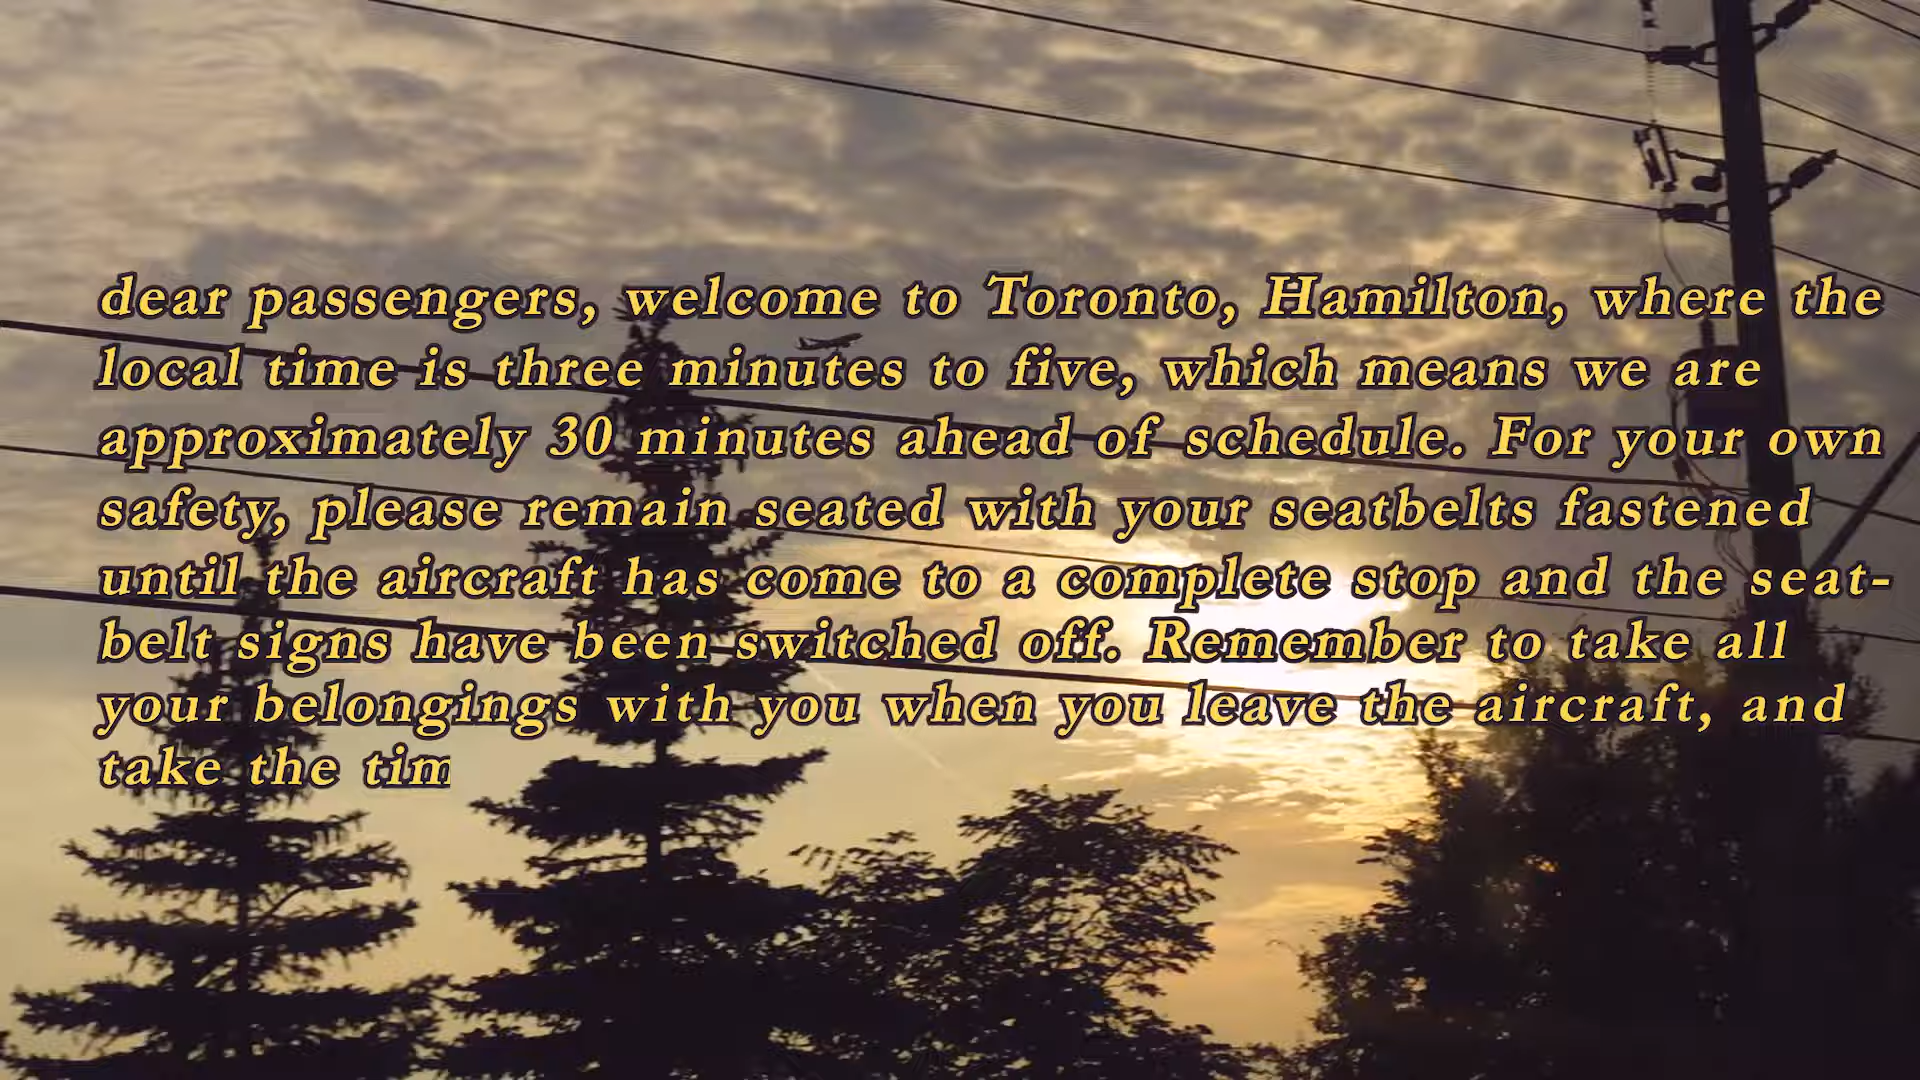 dear passengers, welcome to Toronto, Hamilton, where the
local time is three minutes to five, which means we are
approximately 30 minutes ahead of schedule. For your own
safety, please remain seated with your seatbelts fastened
until the aircraft has come to a complete stop and the seat-
belt signs have been switched off. Remember to take all
your belongings with you when you leave the aircraft, and
take the tim